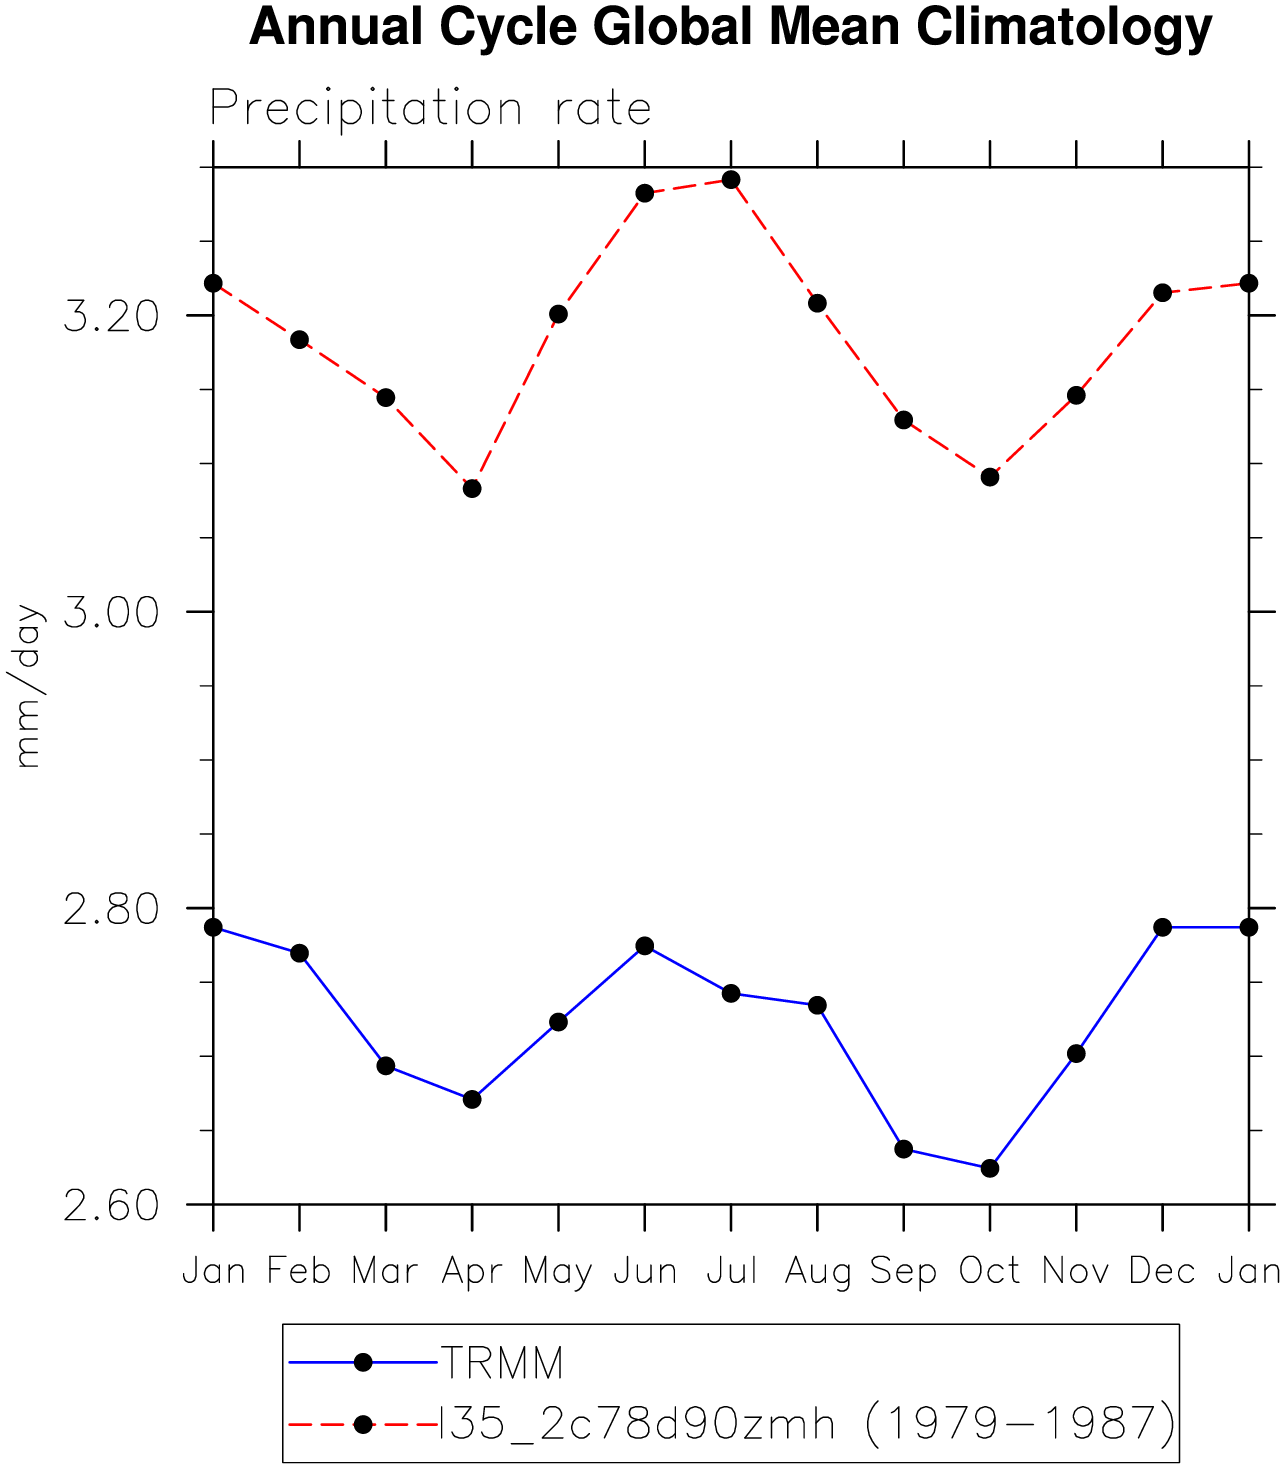 Annual Cycle Global Mean Climatology
Precipitation rate
3.20
3.00
2.80
2.60
mm/day
Jan Feb Mar Apr May Jun Jul Aug Sep Oct Nov Dec Jan
TRMM
l35_2c78d90zmh (1979-1987)